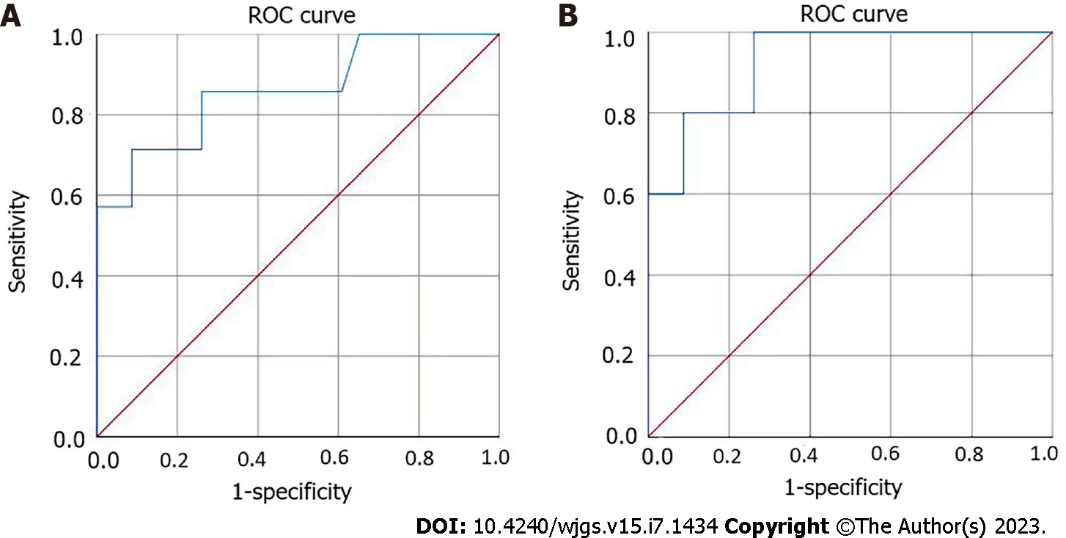 A
ROC curve
1.0
0.8
0.6
0.4
0.2
0.0
Sensitivity
0.0 0.2 0.4 0.6 0.8 1.0
1-specificity
B
ROC curve
1.0
0.8
0.6
0.4
0.2
0.0
Sensitivity
0.0 0.2 0.4 0.6 0.8 1.0
1-specificity
DOI: 10.4240/wjgs.v15.i7.1434 Copyright ©The Author(s) 2023.